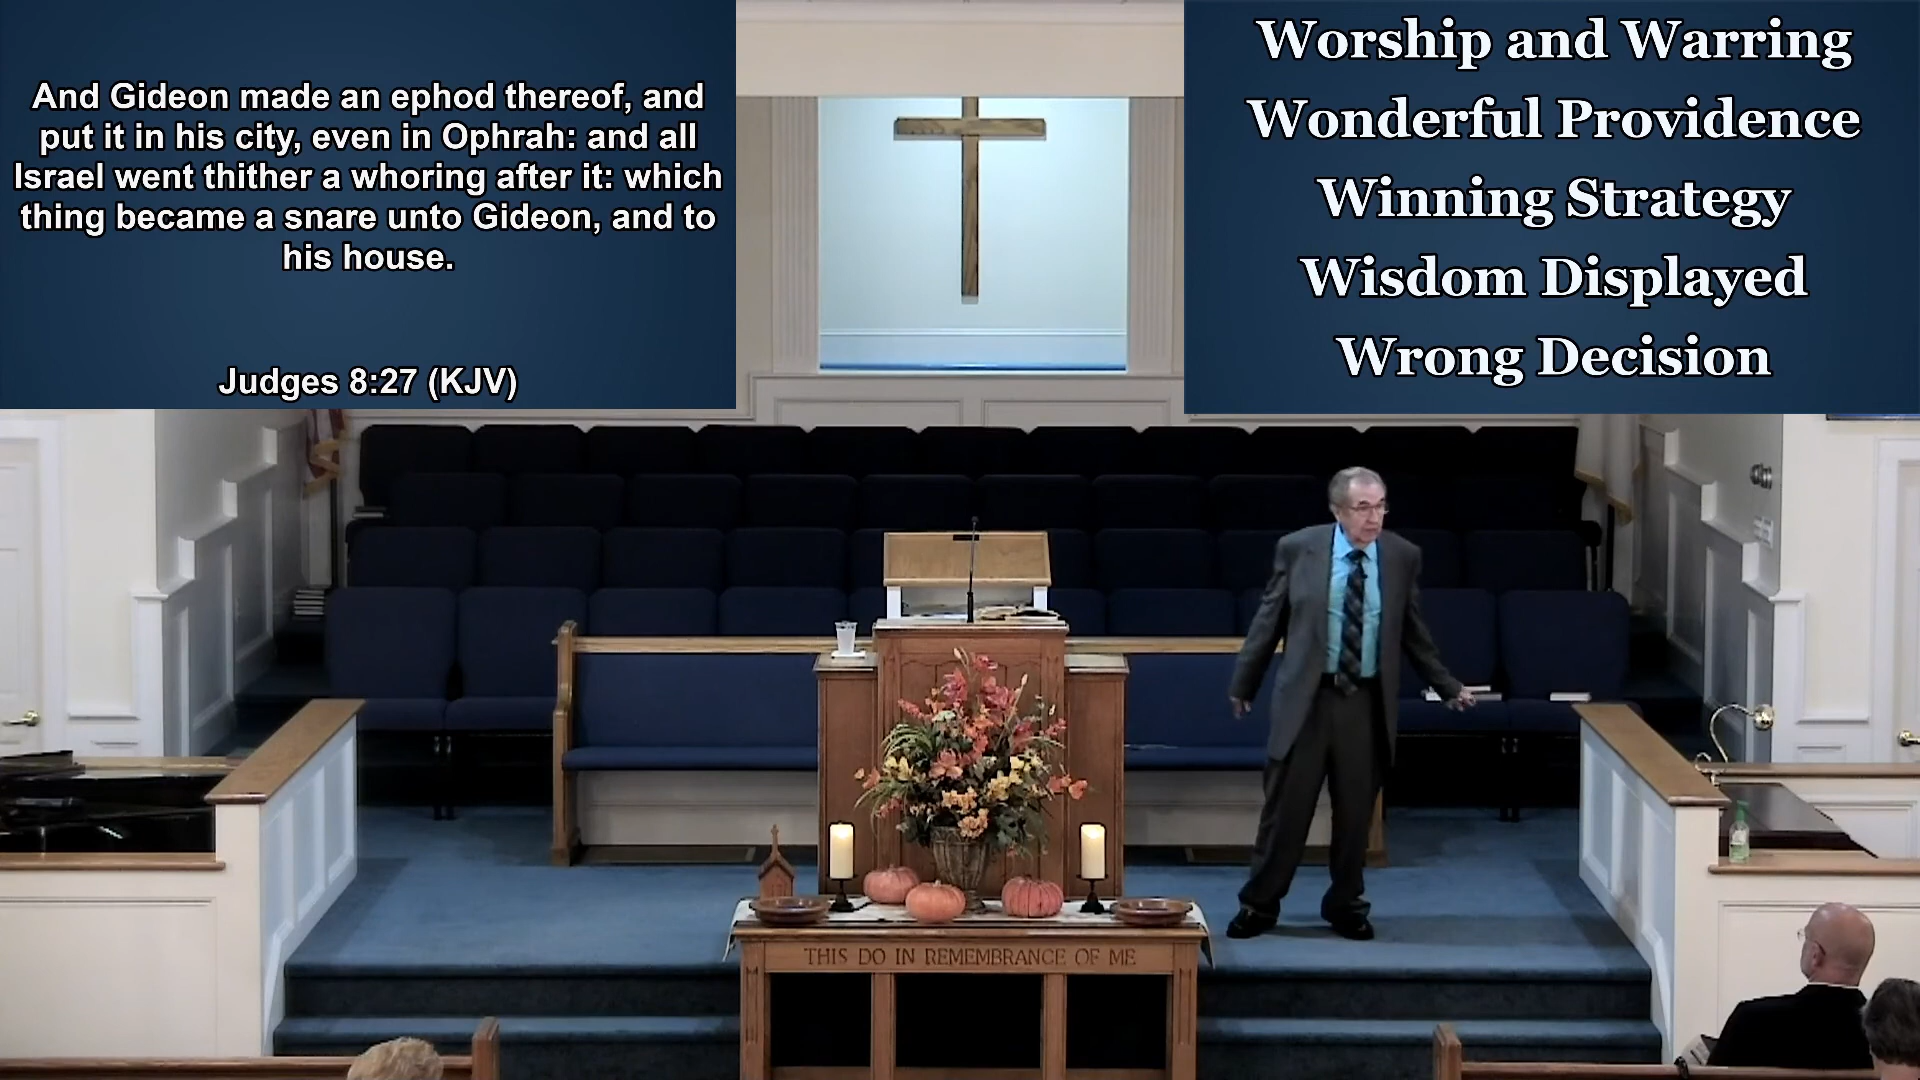 And Gideon made an ephod thereof, and
put it in his city, even in Ophrah: and all
Israel went thither a whoring after it: which
thing became a snare unto Gideon, and to
his house.
Judges 8:27 (KJV)
Worship and Warring
Wonderful Providence
Winning Strategy
Wisdom Displayed
Wrong Decision
THIS DO IN REMEMBRANCE OF ME